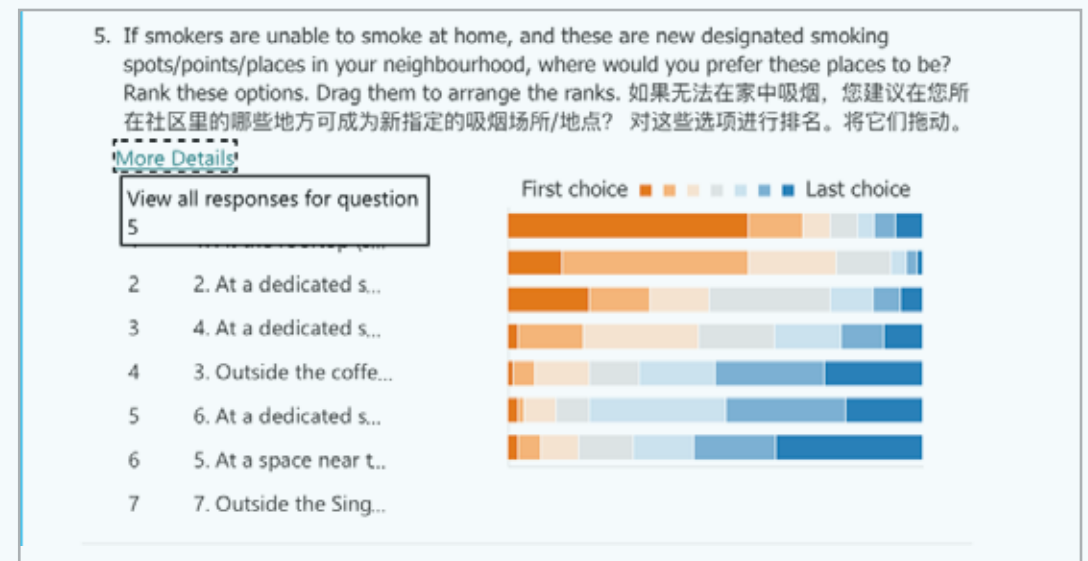 5. If smokers are unable to smoke at home, and these are new designated smoking
spots/points/places in your neighbourhood, where would you prefer these places to be?
Rank these options. Drag them to arrange the ranks. 如果无法在家中吸烟，您建议在您所
在社区里的哪些地方可成为新指定的吸烟场所/地点？ 对这些选项进行排名。将它们拖动。
More Details
View all responses for question
5
First choice Last choice
2 2. At a dedicated s...
3 4. At a dedicated s...
4 3. Outside the coffe...
5 6. At a dedicated s...
6 5. At a space near t...
7 7. Outside the Sing...